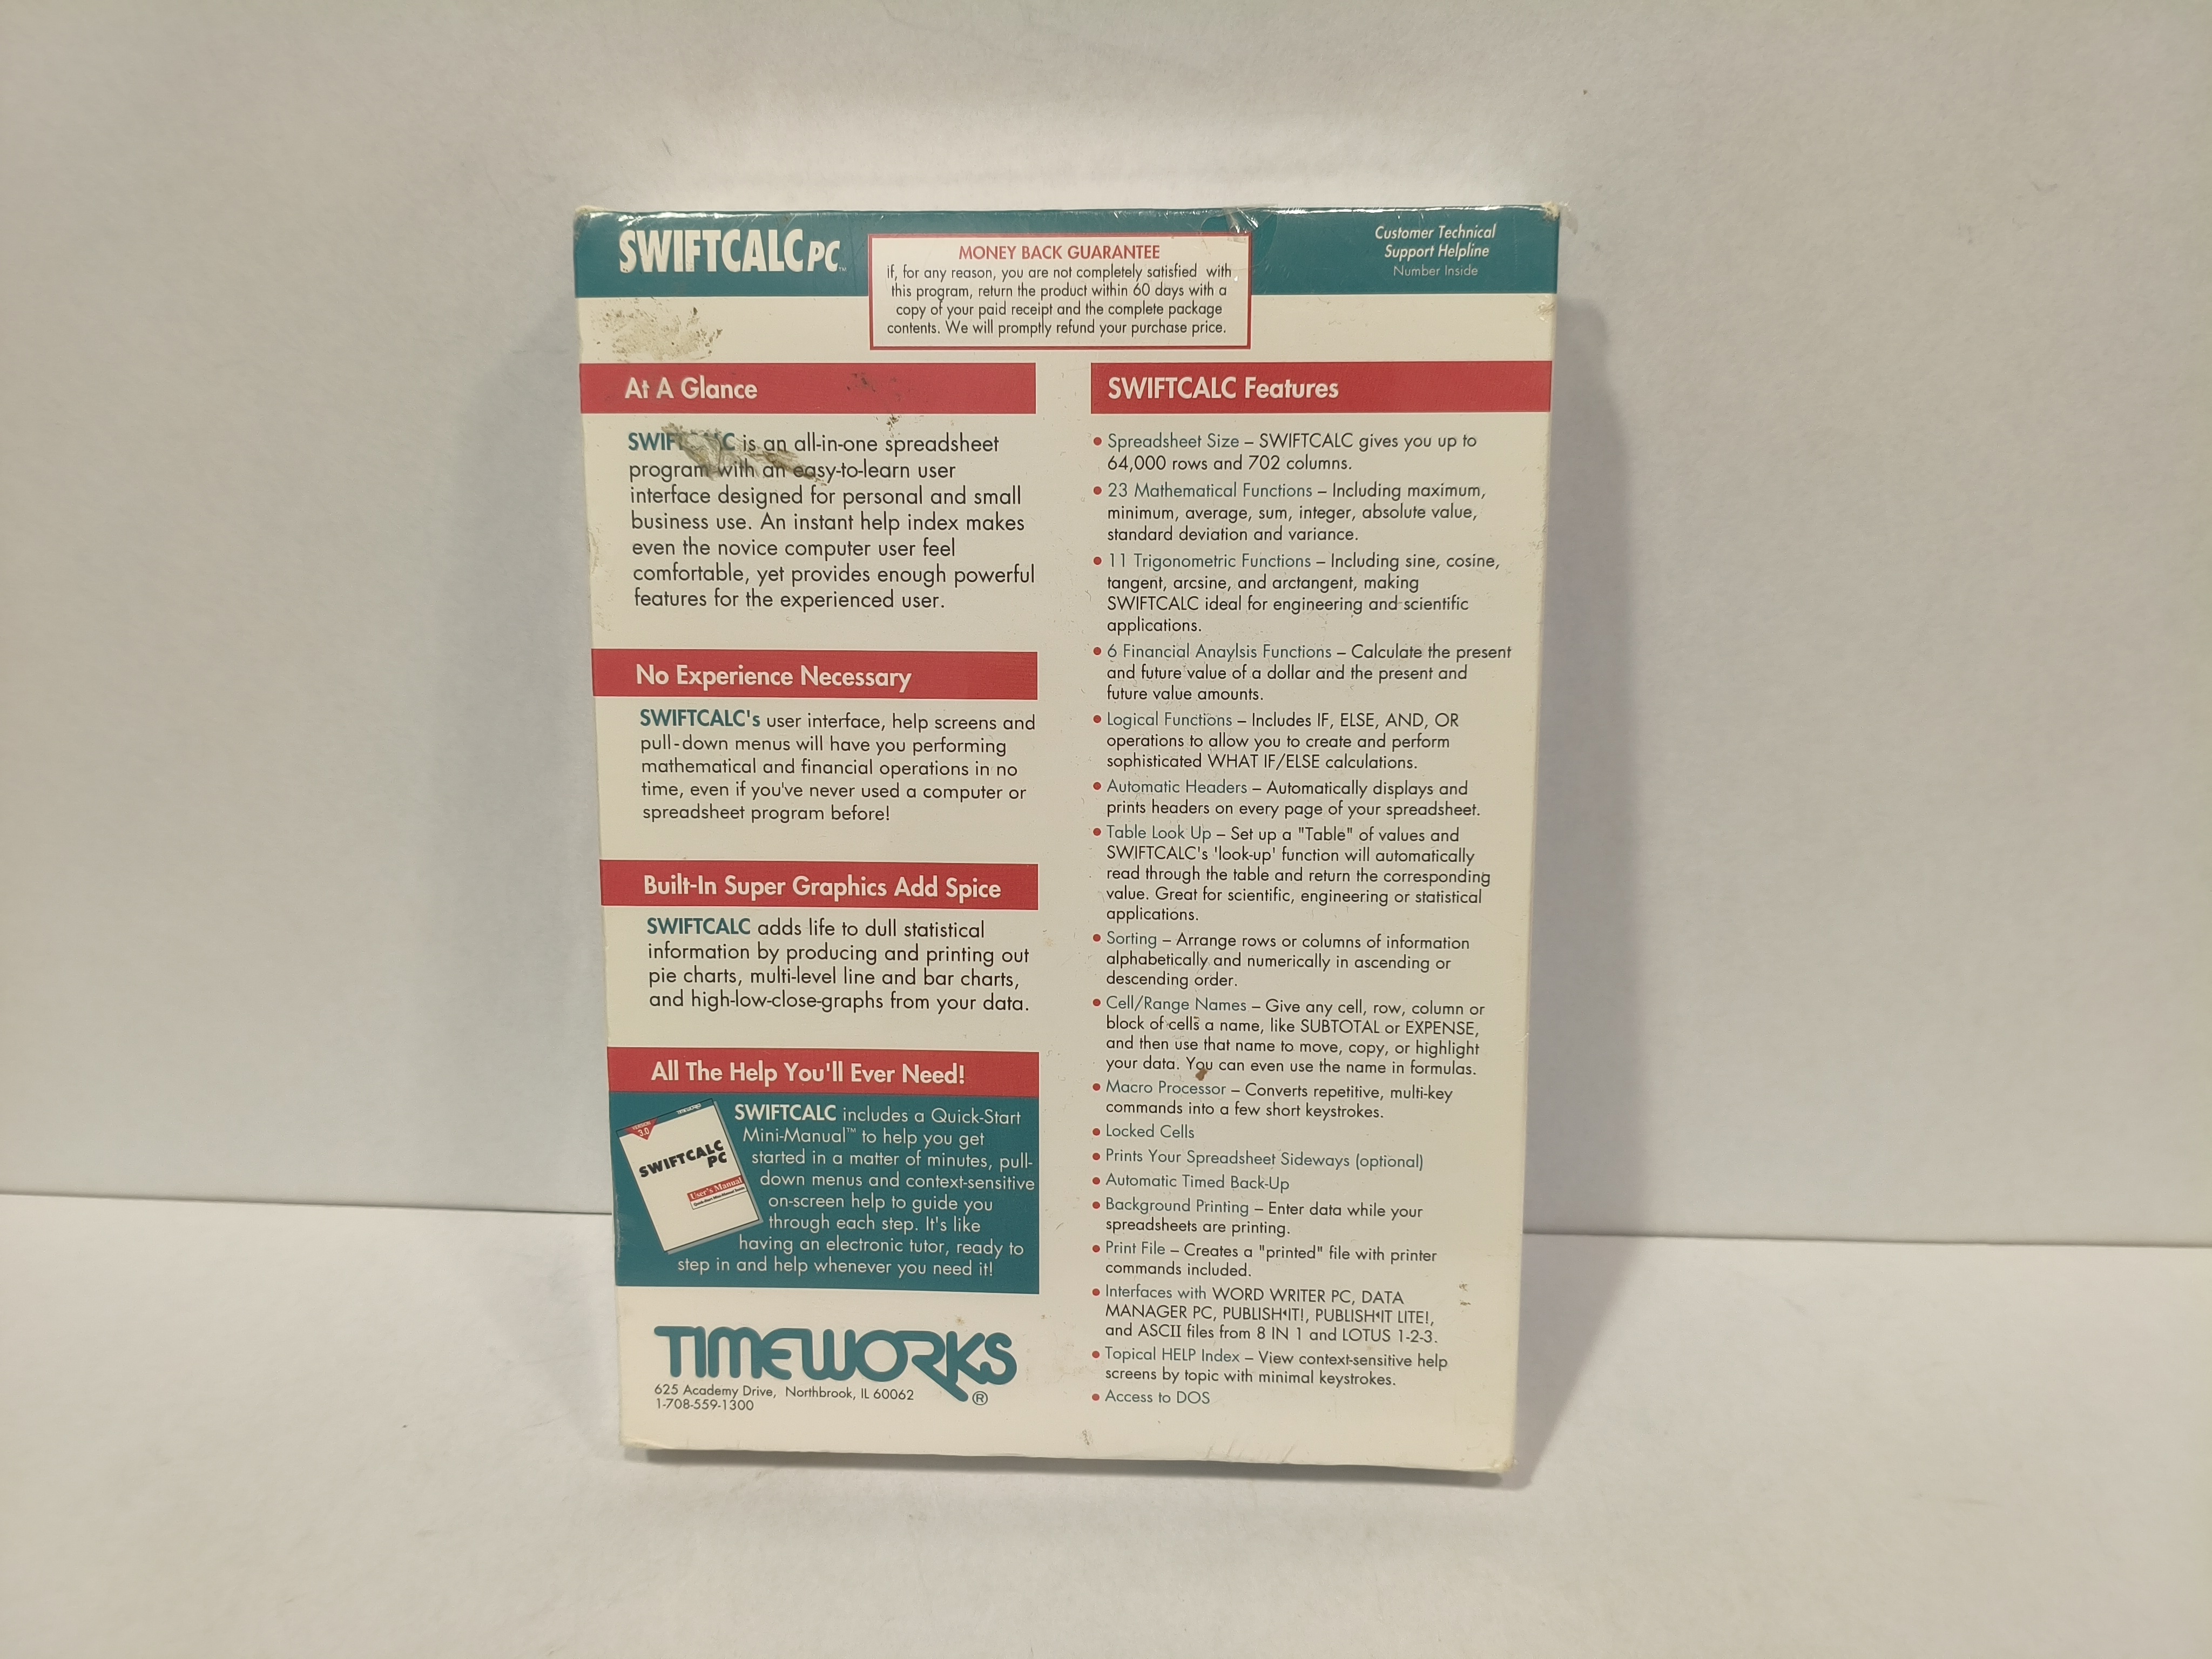 SWIFTCALC PC™
MONEY BACK GUARANTEE
If, for any reason, you are not completely satisfied with
this program, return the product within 60 days with a
copy of your paid receipt and the complete package
contents. We will promptly refund your purchase price.
Customer Technical
Support Helpline
Number Inside
At A Glance
is an all-in-one spreadsheet
program with an easy-to-learn user
interface designed for personal and small
business use. An instant help index makes
even the novice computer user feel
comfortable, yet provides enough powerful
features for the experienced user.
No Experience Necessary
SWIFTCALC's user interface, help screens and
pull-down menus will have you performing
mathematical and financial operations in no
time, even if you've never used a computer or
spreadsheet program before!
Built-In Super Graphics Add Spice
SWIFTCALC adds life to dull statistical
information by producing and printing out
pie charts, multi-level line and bar charts,
and high-low-close-graphs from your data.
All The Help You'll Ever Need!
TIMEWORKS
VERSION
3.0
SWIFTCALC
PC
User's Manual
SWIFTCALC includes a Quick-Start
Mini-Manual™ to help you get
started in a matter of minutes, pull-
down menus and context-sensitive
on-screen help to guide you
through each step. It's like
having an electronic tutor, ready to
step in and help whenever you need it!
TIMEWORKS®
625 Academy Drive, Northbrook, IL 60062
1-708-559-1300
SWIFTCALC Features
• Spreadsheet Size – SWIFTCALC gives you up to
64,000 rows and 702 columns.
• 23 Mathematical Functions – Including maximum,
minimum, average, sum, integer, absolute value,
standard deviation and variance.
• 11 Trigonometric Functions – Including sine, cosine,
tangent, arcsine, and arctangent, making
SWIFTCALC ideal for engineering and scientific
applications.
• 6 Financial Anaylsis Functions – Calculate the present
and future value of a dollar and the present and
future value amounts.
• Logical Functions – Includes IF, ELSE, AND, OR
operations to allow you to create and perform
sophisticated WHAT IF/ELSE calculations.
• Automatic Headers – Automatically displays and
prints headers on every page of your spreadsheet.
• Table Look Up – Set up a "Table" of values and
SWIFTCALC's 'look-up' function will automatically
read through the table and return the corresponding
value. Great for scientific, engineering or statistical
applications.
• Sorting – Arrange rows or columns of information
alphabetically and numerically in ascending or
descending order.
• Cell/Range Names – Give any cell, row, column or
block of cells a name, like SUBTOTAL or EXPENSE,
and then use that name to move, copy, or highlight
your data. You can even use the name in formulas.
• Macro Processor – Converts repetitive, multi-key
commands into a few short keystrokes.
• Locked Cells
• Prints Your Spreadsheet Sideways (optional)
• Automatic Timed Back-Up
• Background Printing – Enter data while your
spreadsheets are printing.
• Print File – Creates a "printed" file with printer
commands included.
• Interfaces with WORD WRITER PC, DATA
MANAGER PC, PUBLISH•IT!, PUBLISH•IT LITE!,
and ASCII files from 8 IN 1 and LOTUS 1-2-3.
• Topical HELP Index – View context-sensitive help
screens by topic with minimal keystrokes.
• Access to DOS